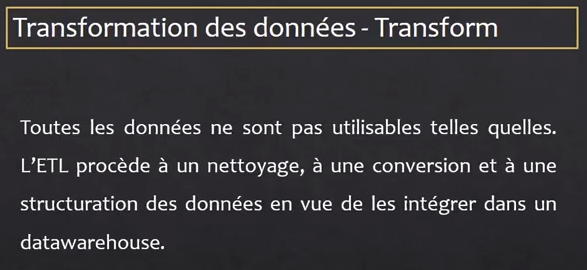 Transformation des données - Transform
Toutes les données ne sont pas utilisables telles quelles.
L’ETL procède à un nettoyage, à une conversion et à une
structuration des données en vue de les intégrer dans un
datawarehouse.